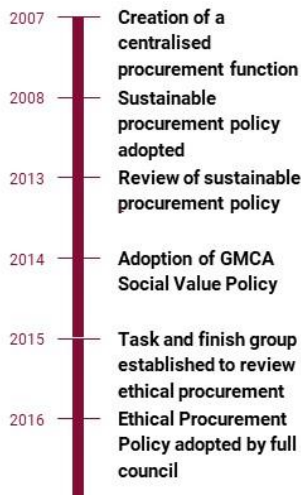 2007 Creation of a
centralised
procurement function
2008 Sustainable
procurement policy
adopted
2013 Review of sustainable
procurement policy
2014 Adoption of GMCA
Social Value Policy
2015 Task and finish group
established to review
ethical procurement
2016 Ethical Procurement
Policy adopted by full
council